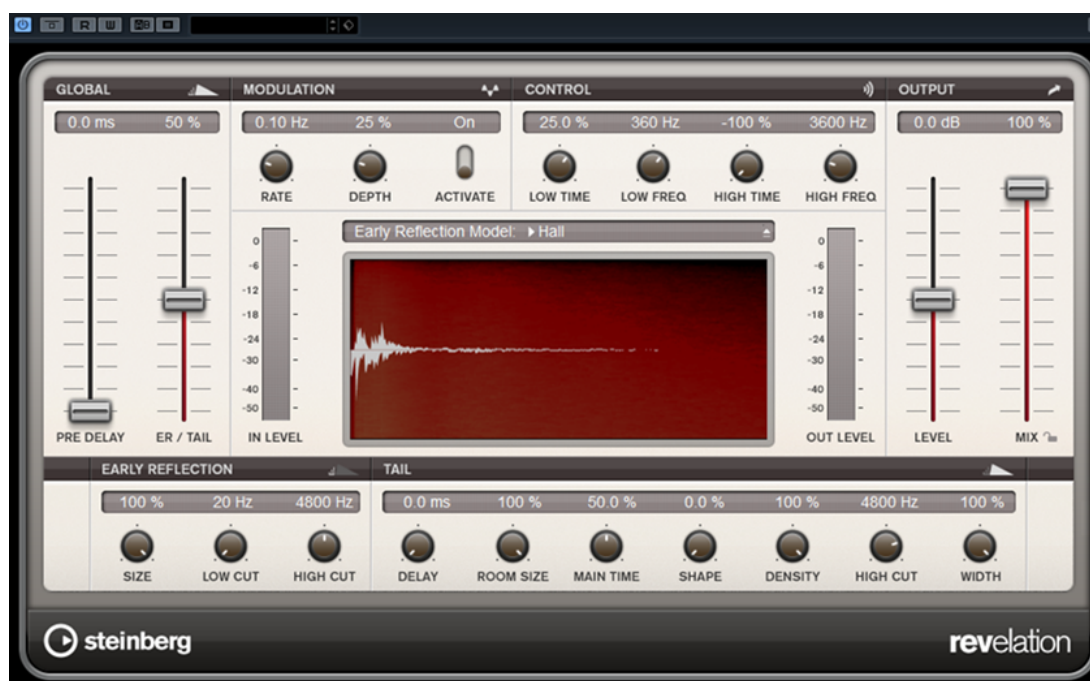 R W
GLOBAL MODULATION CONTROL OUTPUT
0.0 ms 50 % 0.10 Hz 25 % On 25.0 % 360 Hz -100 % 3600 Hz 0.0 dB 100 %
RATE DEPTH ACTIVATE LOW TIME LOW FREQ HIGH TIME HIGH FREQ
Early Reflection Model: Hall
0 0
-6 -6
-12 -12
-18 -18
-24 -24
-30 -30
-40 -40
-50 -50
PRE DELAY ER / TAIL IN LEVEL OUT LEVEL LEVEL MIX
EARLY REFLECTION TAIL
100 % 20 Hz 4800 Hz 0.0 ms 100 % 50.0 % 0.0 % 100 % 4800 Hz 100 %
SIZE LOW CUT HIGH CUT DELAY ROOM SIZE MAIN TIME SHAPE DENSITY HIGH CUT WIDTH
steinberg revelation